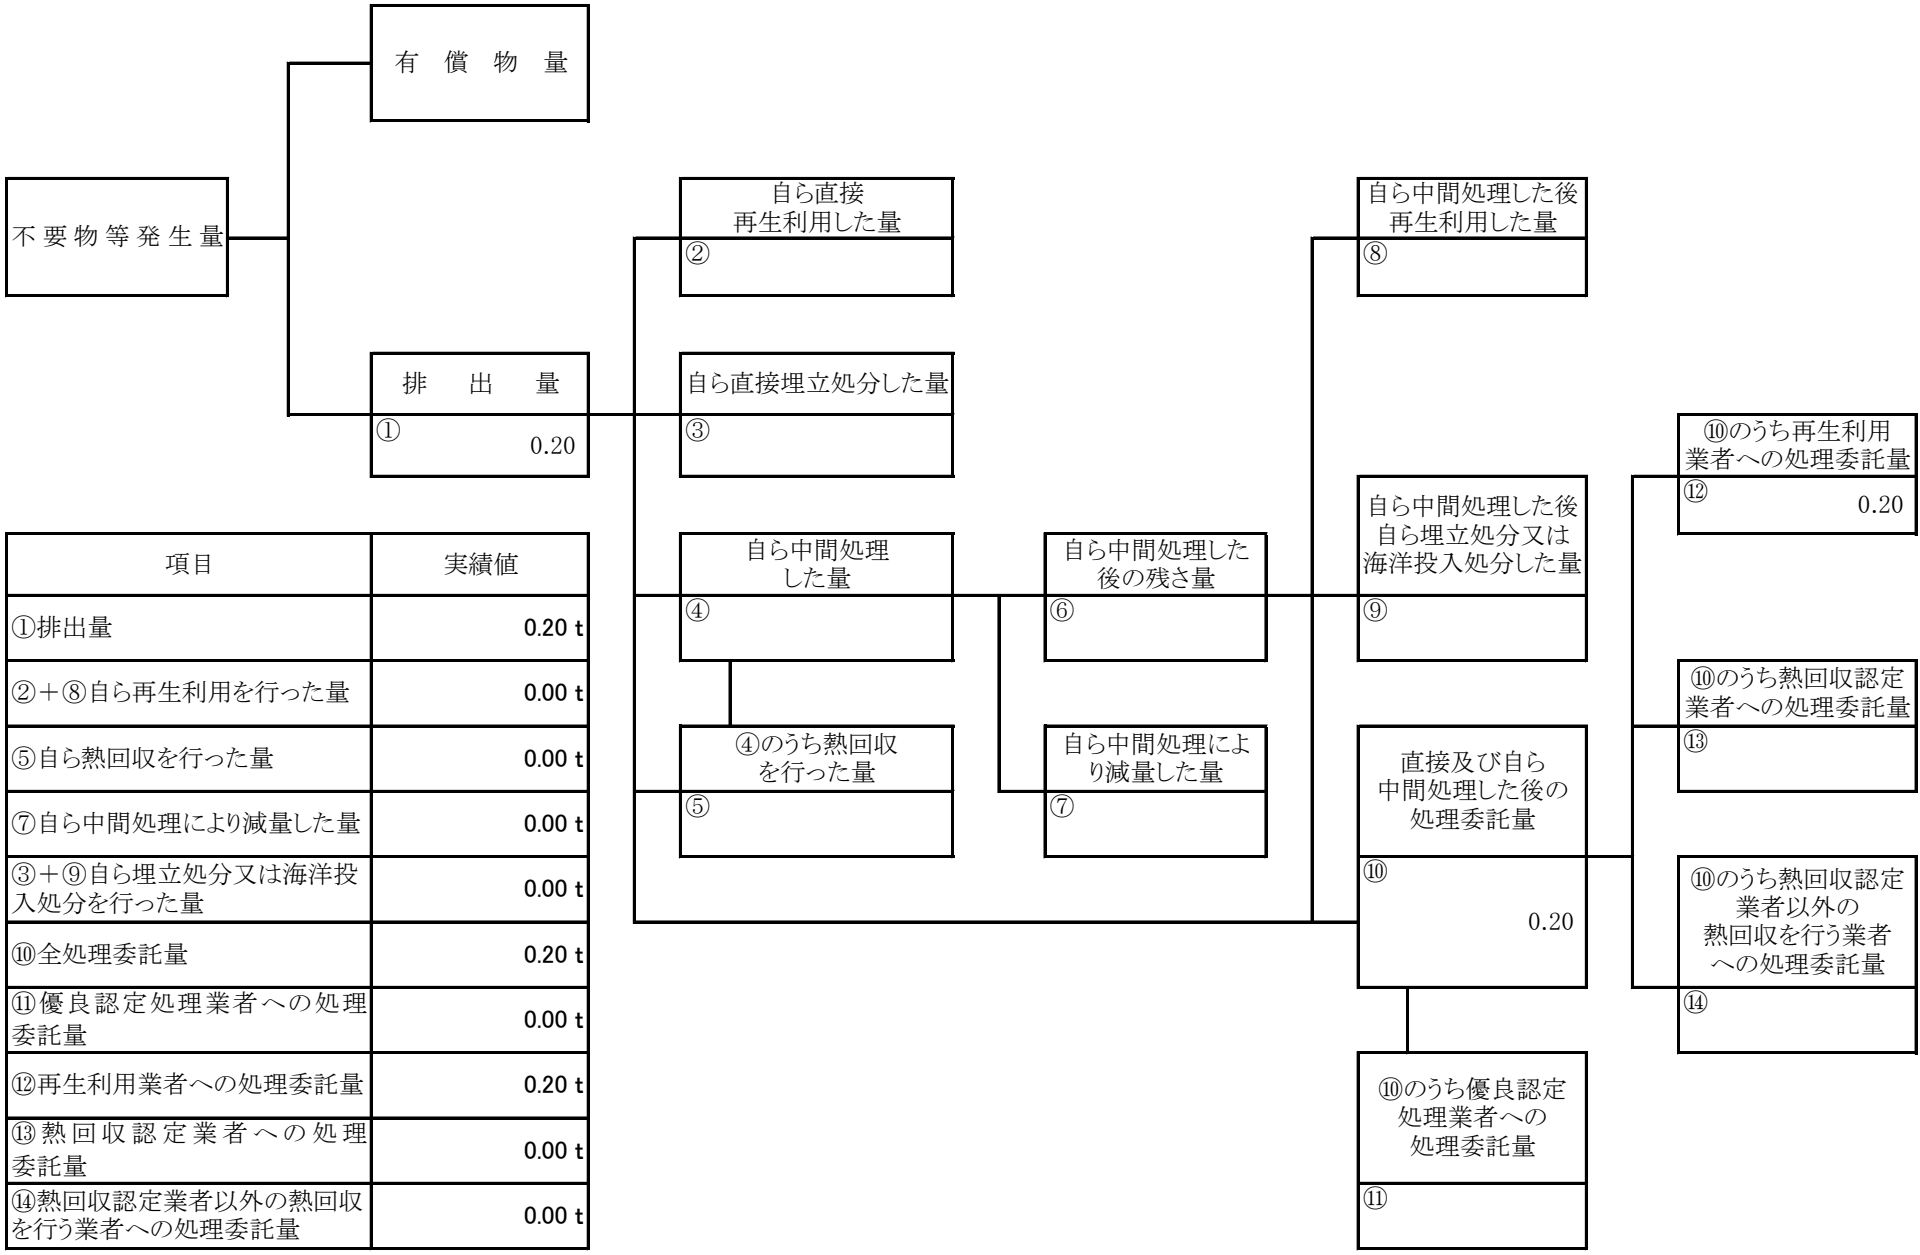 有償物量
不要物等発生量
排出量
①
0.20
自ら直接
再生利用した量
②
自ら直接埋立処分した量
③
自ら中間処理
した量
④
④のうち熱回収
を行った量
⑤
自ら中間処理した
後の残さ量
⑥
自ら中間処理によ
り減量した量
⑦
自ら中間処理した後
再生利用した量
⑧
自ら中間処理した後
自ら埋立処分又は
海洋投入処分した量
⑨
直接及び自ら
中間処理した後の
処理委託量
⑩
0.20
⑩のうち優良認定
処理業者への
処理委託量
⑪
⑩のうち再生利用
業者への処理委託量
⑫
0.20
⑩のうち熱回収認定
業者への処理委託量
⑬
⑩のうち熱回収認定
業者以外の
熱回収を行う業者
への処理委託量
⑭
項目 実績値
①排出量 0.20 t
②＋⑧自ら再生利用を行った量 0.00 t
⑤自ら熱回収を行った量 0.00 t
⑦自ら中間処理により減量した量 0.00 t
③＋⑨自ら埋立処分又は海洋投
入処分を行った量 0.00 t
⑩全処理委託量 0.20 t
⑪優良認定処理業者への処理
委託量 0.00 t
⑫再生利用業者への処理委託量 0.20 t
⑬熱回収認定業者への処理
委託量 0.00 t
⑭熱回収認定業者以外の熱回収
を行う業者への処理委託量 0.00 t